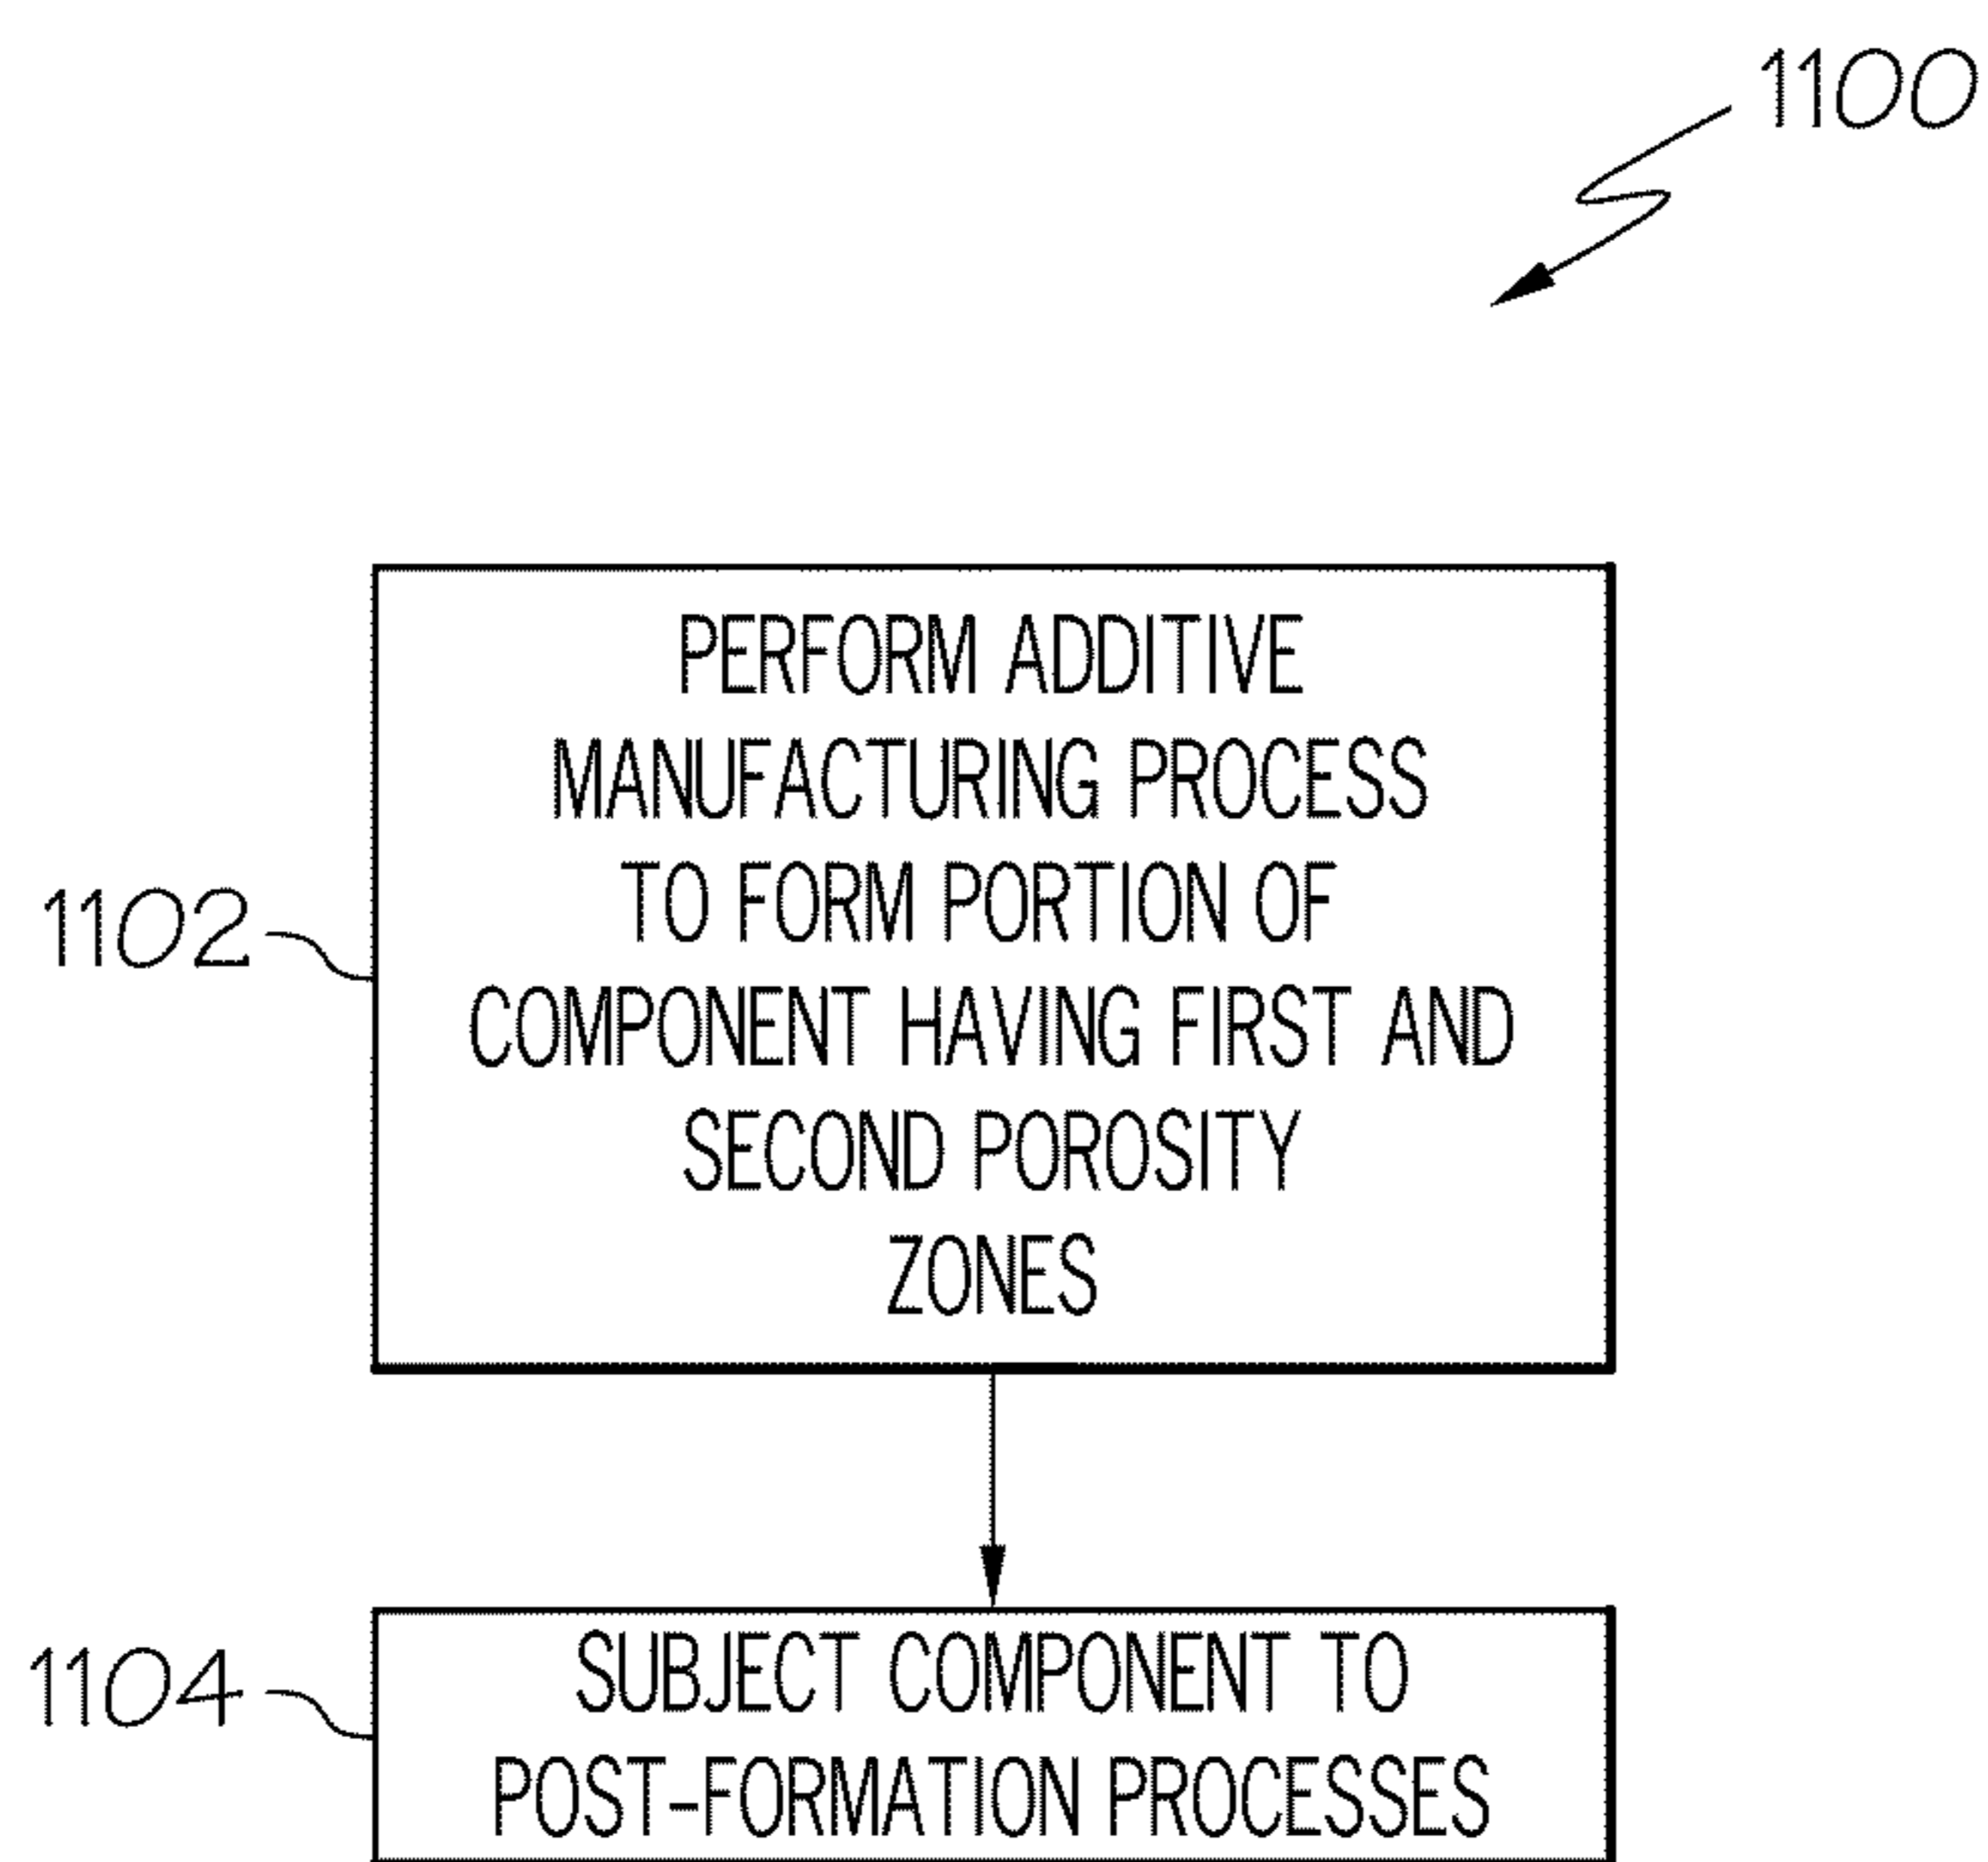 1100
PERFORM ADDITIVE
MANUFACTURING PROCESS
TO FORM PORTION OF
COMPONENT HAVING FIRST AND
SECOND POROSITY
ZONES
1102
SUBJECT COMPONENT TO
POST-FORMATION PROCESSES
1104